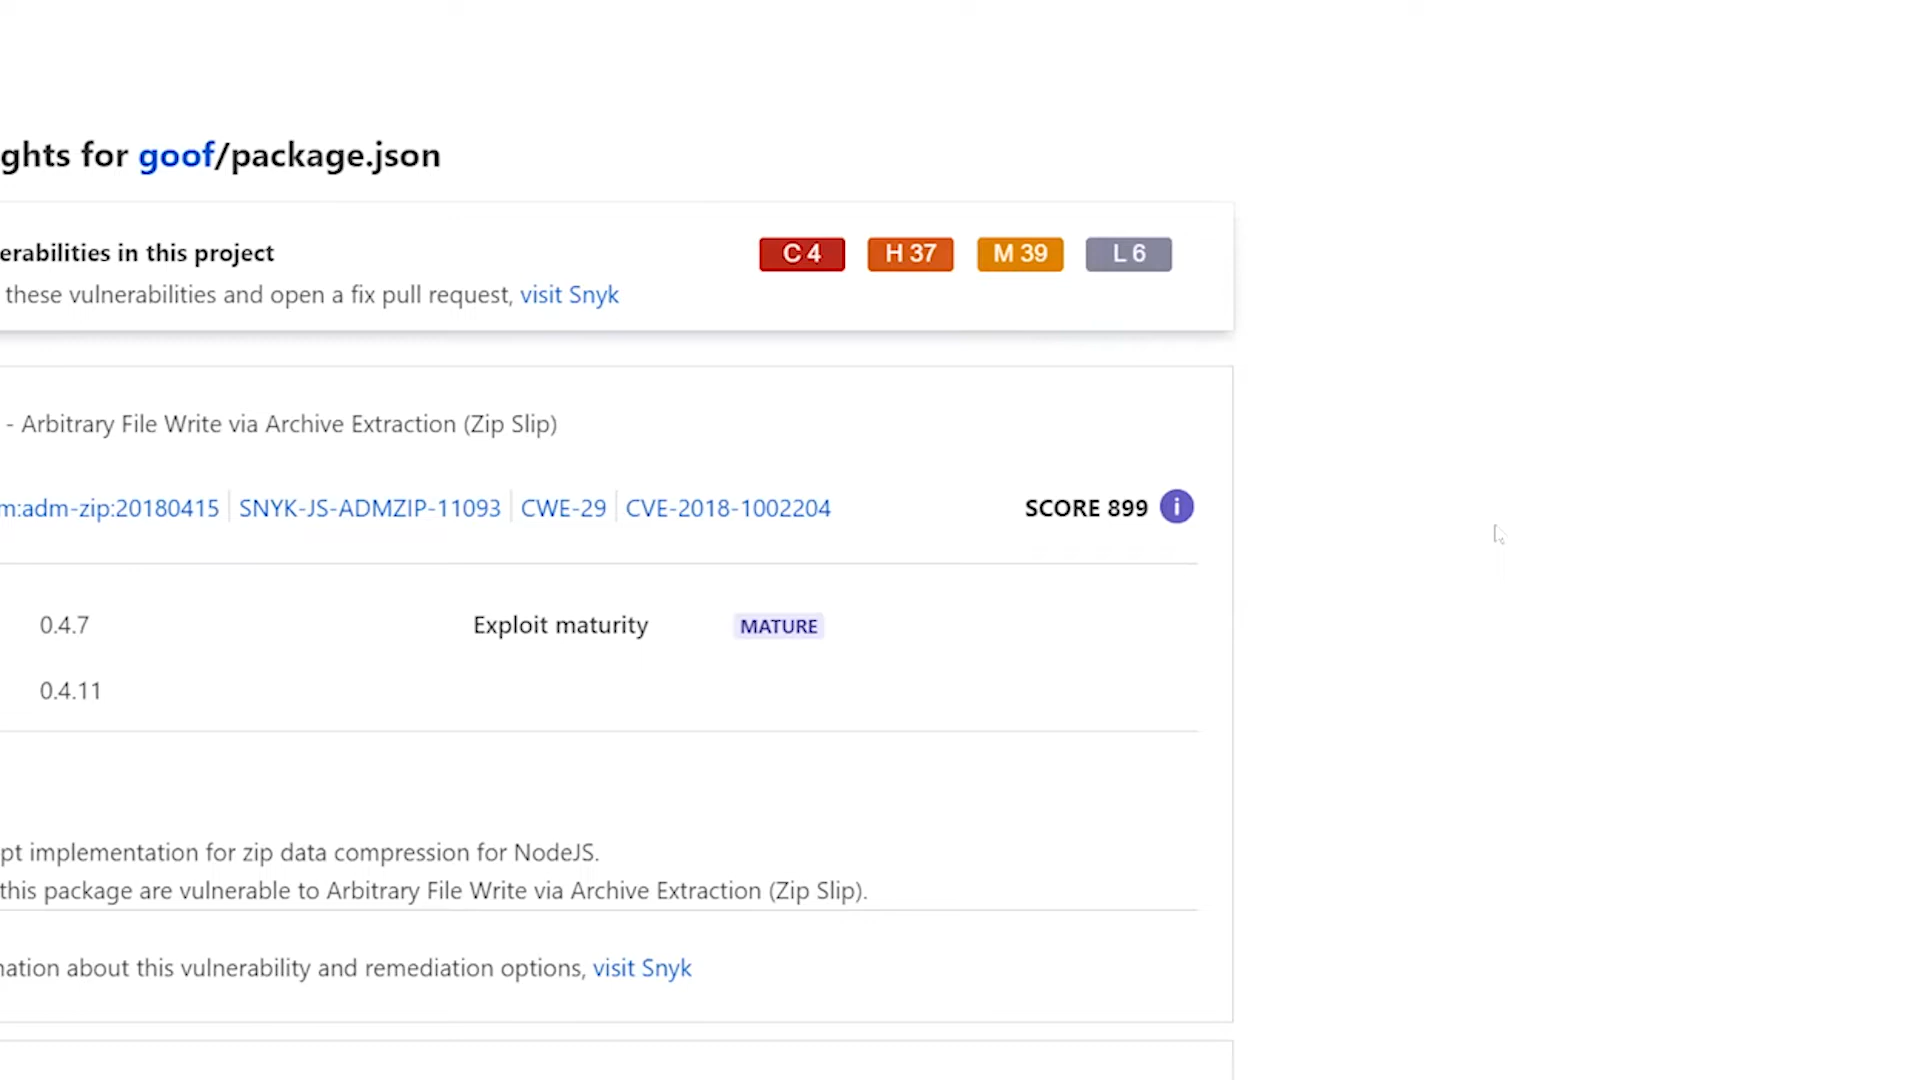 ghts for goof/package.json
erabilities in this project
C 4 H 37 M 39 L 6
these vulnerabilities and open a fix pull request, visit Snyk
- Arbitrary File Write via Archive Extraction (Zip Slip)
m:adm-zip:20180415 SNYK-JS-ADMZIP-11093 CWE-29 CVE-2018-1002204 SCORE 899 i
0.4.7 Exploit maturity MATURE
0.4.11
pt implementation for zip data compression for NodeJS.
this package are vulnerable to Arbitrary File Write via Archive Extraction (Zip Slip).
nation about this vulnerability and remediation options, visit Snyk